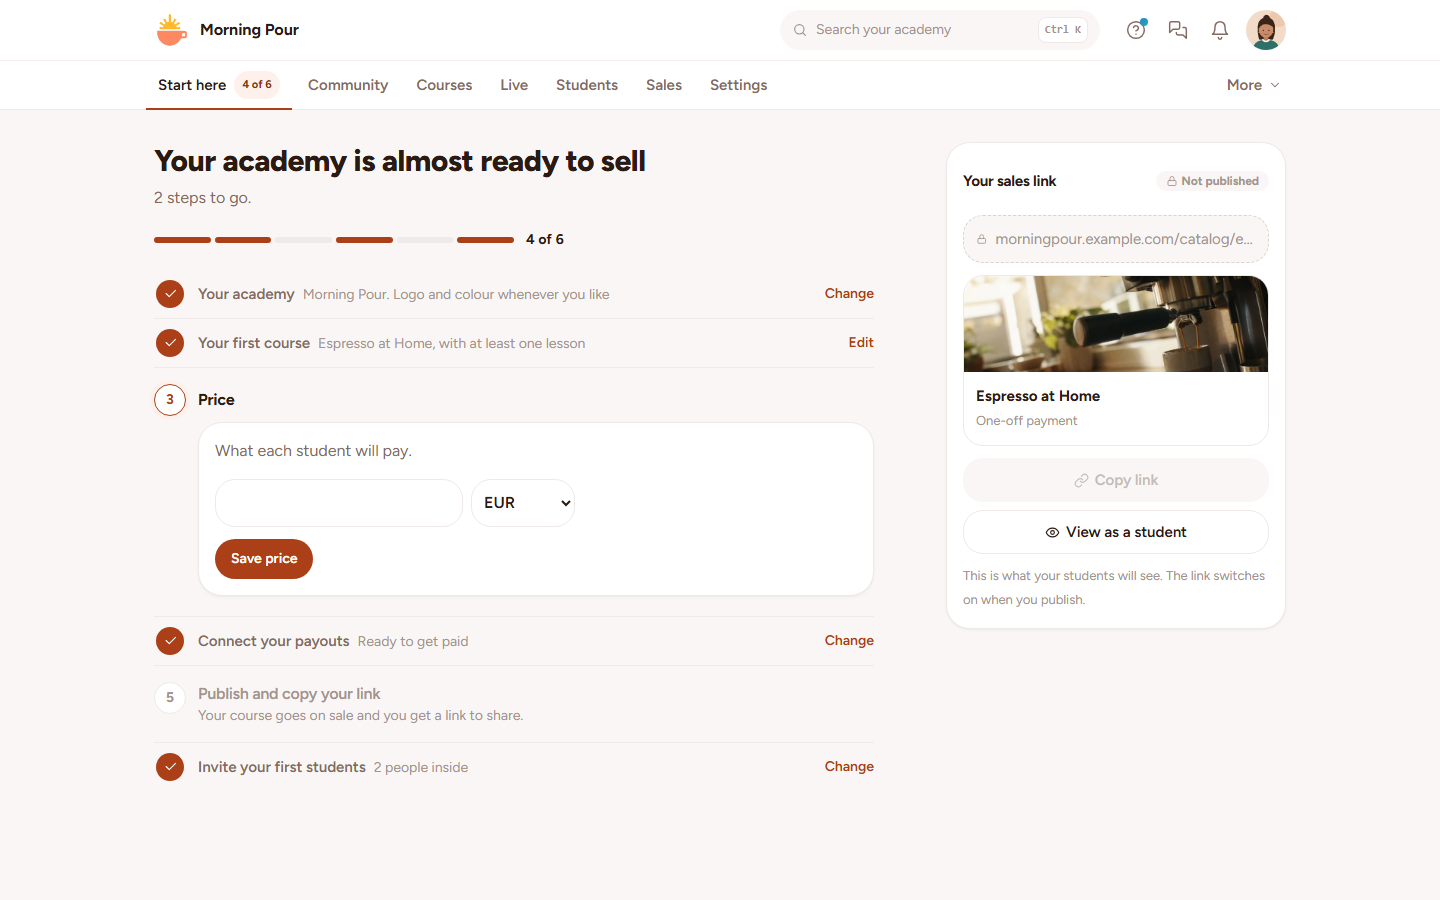 Morning Pour
Search your academy
Ctrl K
Start here
4 of 6
Community
Courses
Live
Students
Sales
Settings
More
Your academy is almost ready to sell
2 steps to go.
4 of 6
Your academy Morning Pour. Logo and colour whenever you like
Change
Your first course Espresso at Home, with at least one lesson
Edit
3
Price
What each student will pay.
EUR
Save price
Connect your payouts Ready to get paid
Change
5
Publish and copy your link
Your course goes on sale and you get a link to share.
Invite your first students 2 people inside
Change
Your sales link
Not published
morningpour.example.com/catalog/e...
Espresso at Home
One-off payment
Copy link
View as a student
This is what your students will see. The link switches
on when you publish.